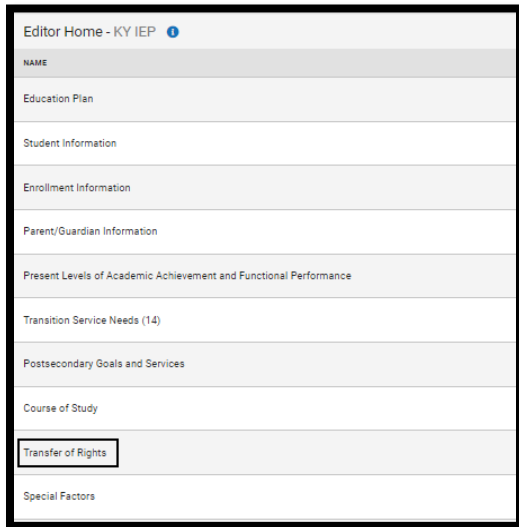 Editor Home - KY IEP i
NAME
Education Plan
Student Information
Enrollment Information
Parent/Guardian Information
Present Levels of Academic Achievement and Functional Performance
Transition Service Needs (14)
Postsecondary Goals and Services
Course of Study
Transfer of Rights
Special Factors